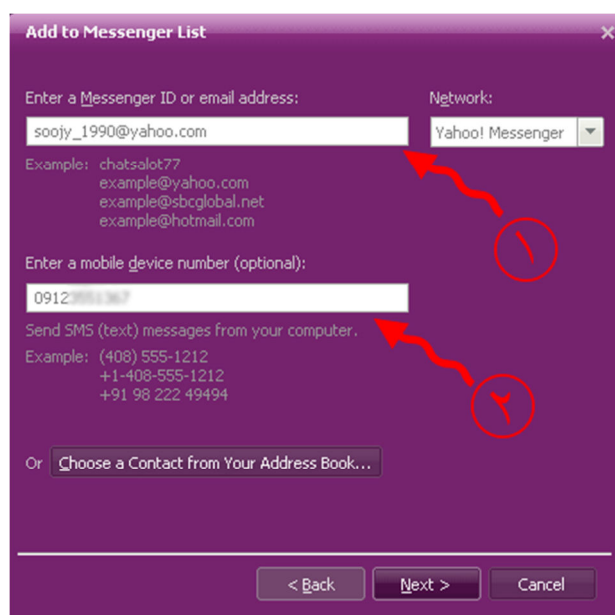 Add to Messenger List
Enter a Messenger ID or email address:
Network:
soojy_1990@yahoo.com
Yahoo! Messenger
Example: chatsalot77
example@yahoo.com
example@sbcglobal.net
example@hotmail.com
۱
Enter a mobile device number (optional):
0912
Send SMS (text) messages from your computer.
Example: (408) 555-1212
+1-408-555-1212
+91 98 222 49494
۲
Or Choose a Contact from Your Address Book...
< Back Next > Cancel